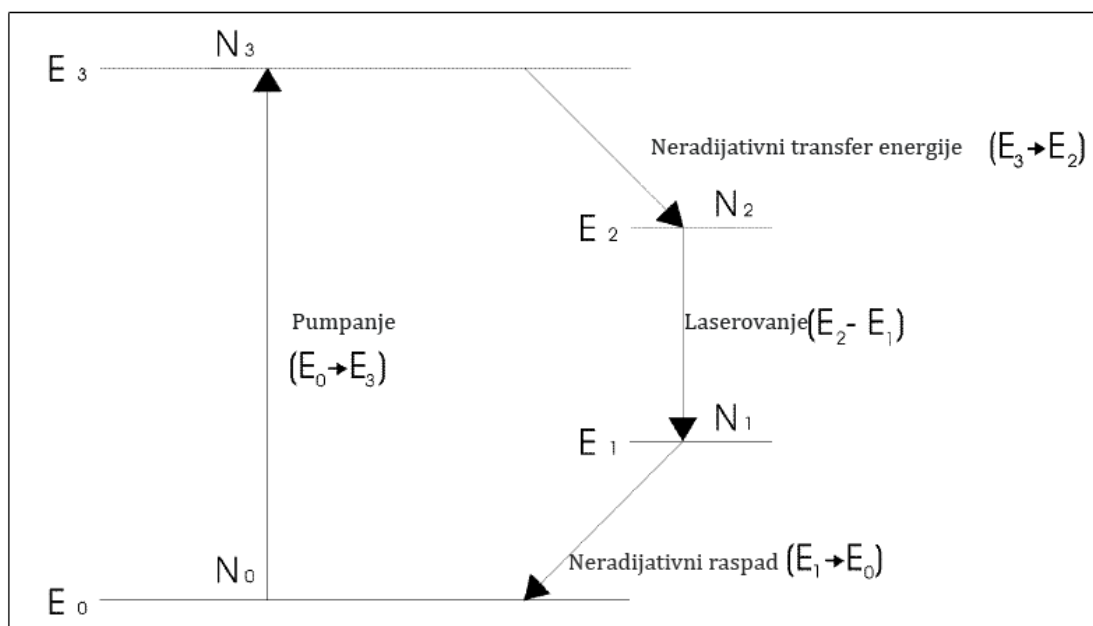 N₃
E₃
Neradijativni transfer energije (E₃→E₂)
N₂
E₂
Pumpanje
(E₀→E₃)
Laserovanje(E₂- E₁)
N₁
E₁
Neradijativni raspad (E₁→E₀)
N₀
E₀